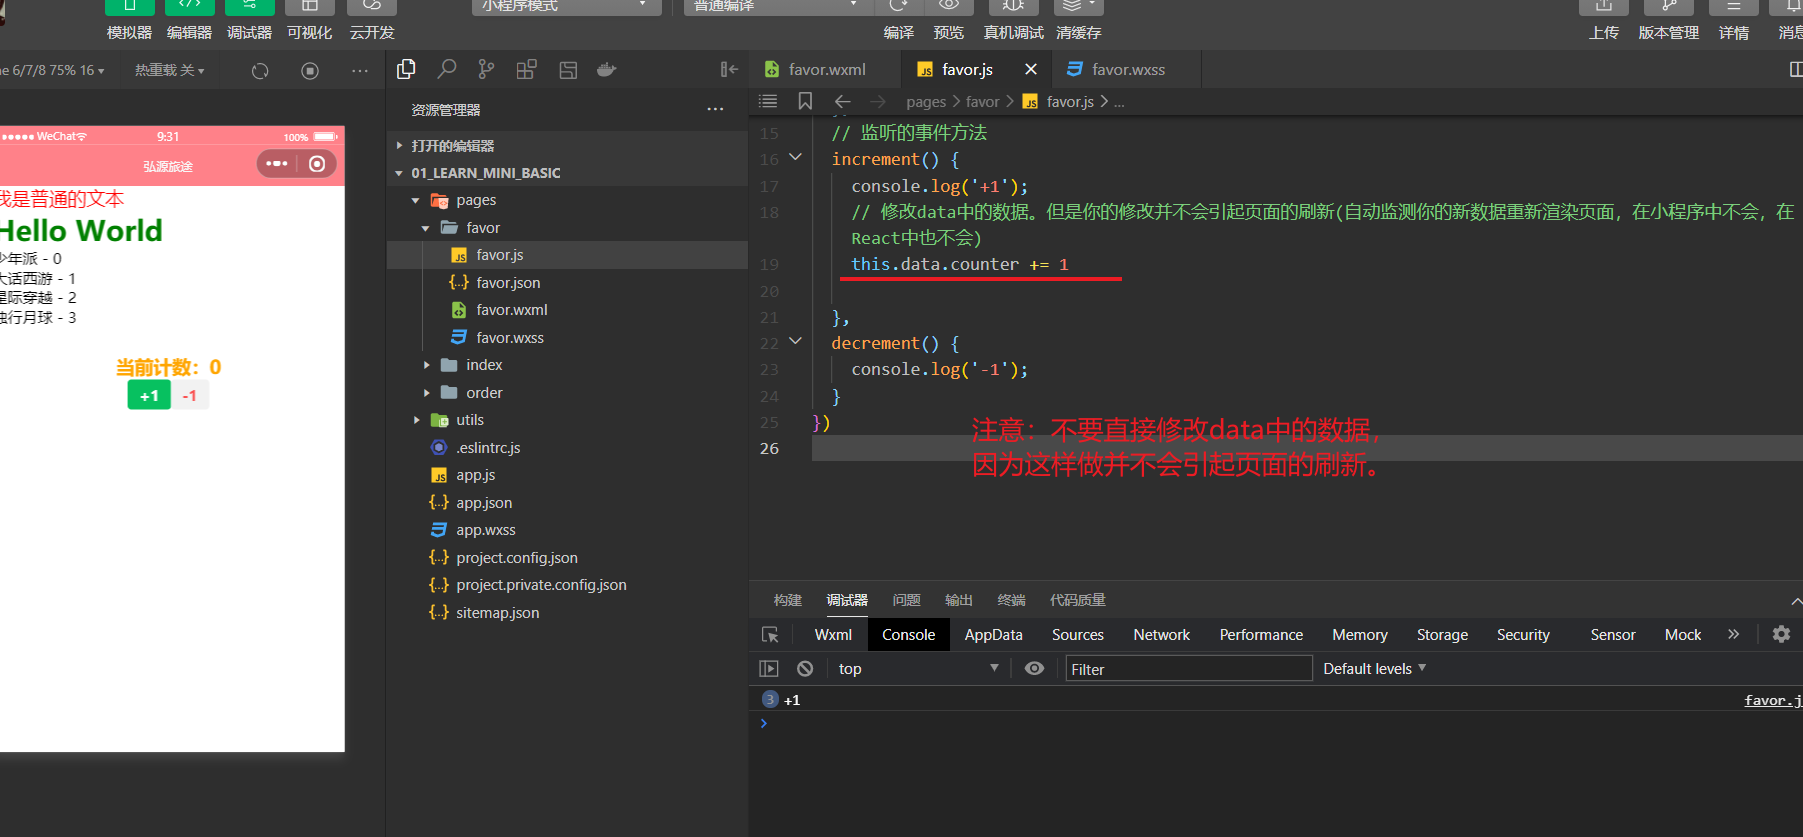 小程序模式
普通编译
模拟器 编辑器 调试器 可视化 云开发
编译 预览 真机调试 清缓存
上传 版本管理 详情
6/7/8 75% 16 热重载 关
favor.wxml favor.js favor.wxss
pages favor favor.js ...
资源管理器
打开的编辑器
01_LEARN_MINI_BASIC
pages
favor
favor.js
favor.json
favor.wxml
favor.wxss
index
order
utils
.eslintrc.js
app.js
app.json
app.wxss
project.config.json
project.private.config.json
sitemap.json
WeChat 9:31 100%
弘源旅途
我是普通的文本
Hello World
少年派 - 0
大话西游 - 1
星际穿越 - 2
独行月球 - 3
当前计数：0
+1 -1
15 // 监听的事件方法
16 increment() {
17 console.log('+1');
18 // 修改data中的数据。但是你的修改并不会引起页面的刷新(自动监测你的新数据重新渲染页面，在小程序中不会，在
React中也不会)
19 this.data.counter += 1
20
21 },
22 decrement() {
23 console.log('-1');
24 }
25 })
26
注意：不要直接修改data中的数据，
因为这样做并不会引起页面的刷新。
构建 调试器 问题 输出 终端 代码质量
Wxml Console AppData Sources Network Performance Memory Storage Security Sensor Mock
top Filter Default levels
3 +1 favor.j